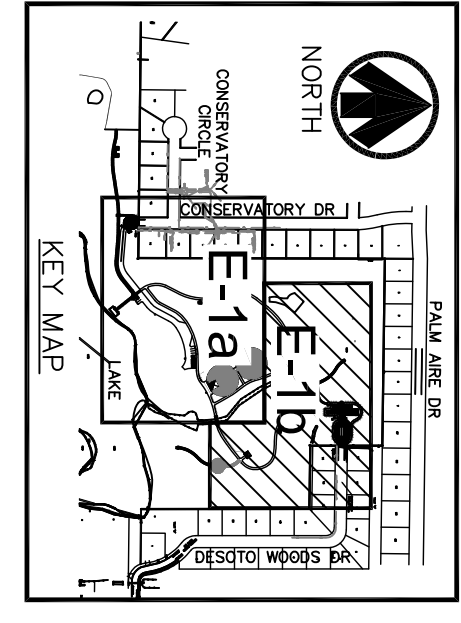 NORTH
CONSERVATORY
CIRCLE
CONSERVATORY DR
PALM AIRE DR
E-1a
E-1b
LAKE
KEY MAP
DESOTO WOODS DR